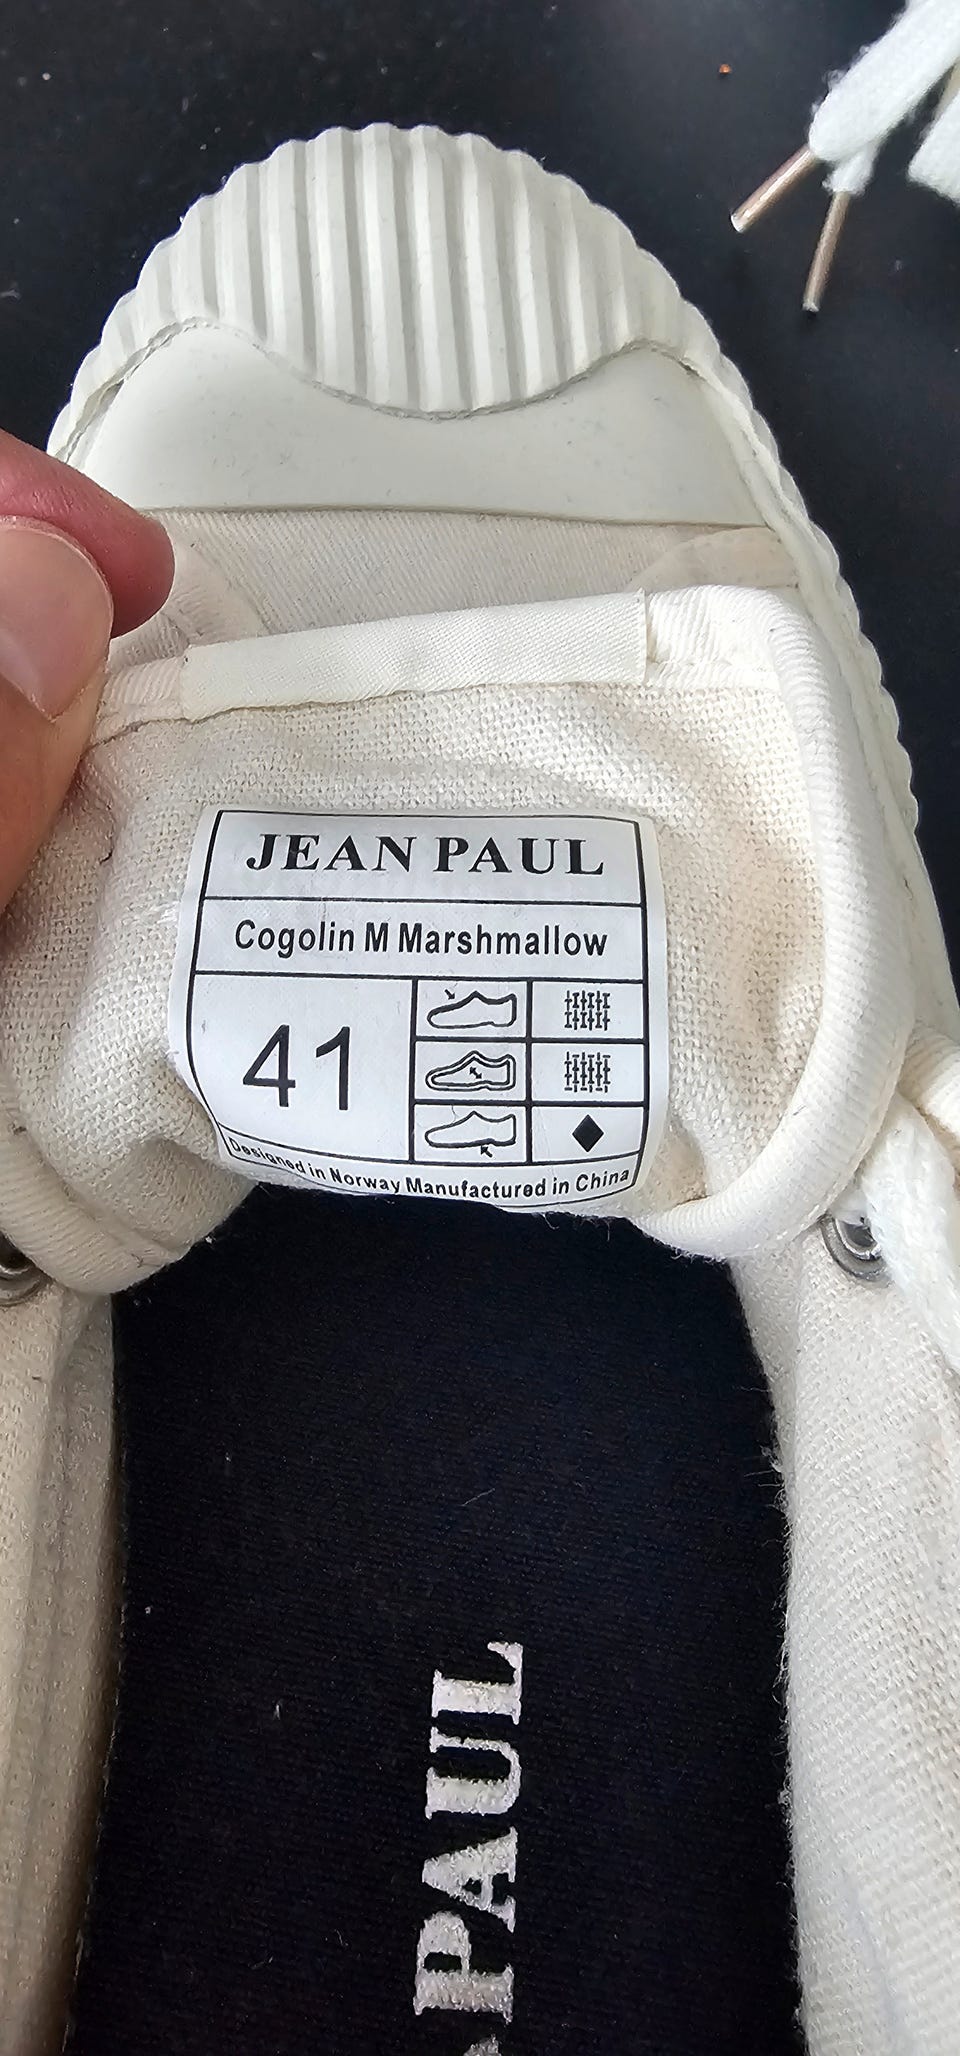 JEAN PAUL
Cogolin M Marshmallow
41
Designed in Norway Manufactured in China
PAUL